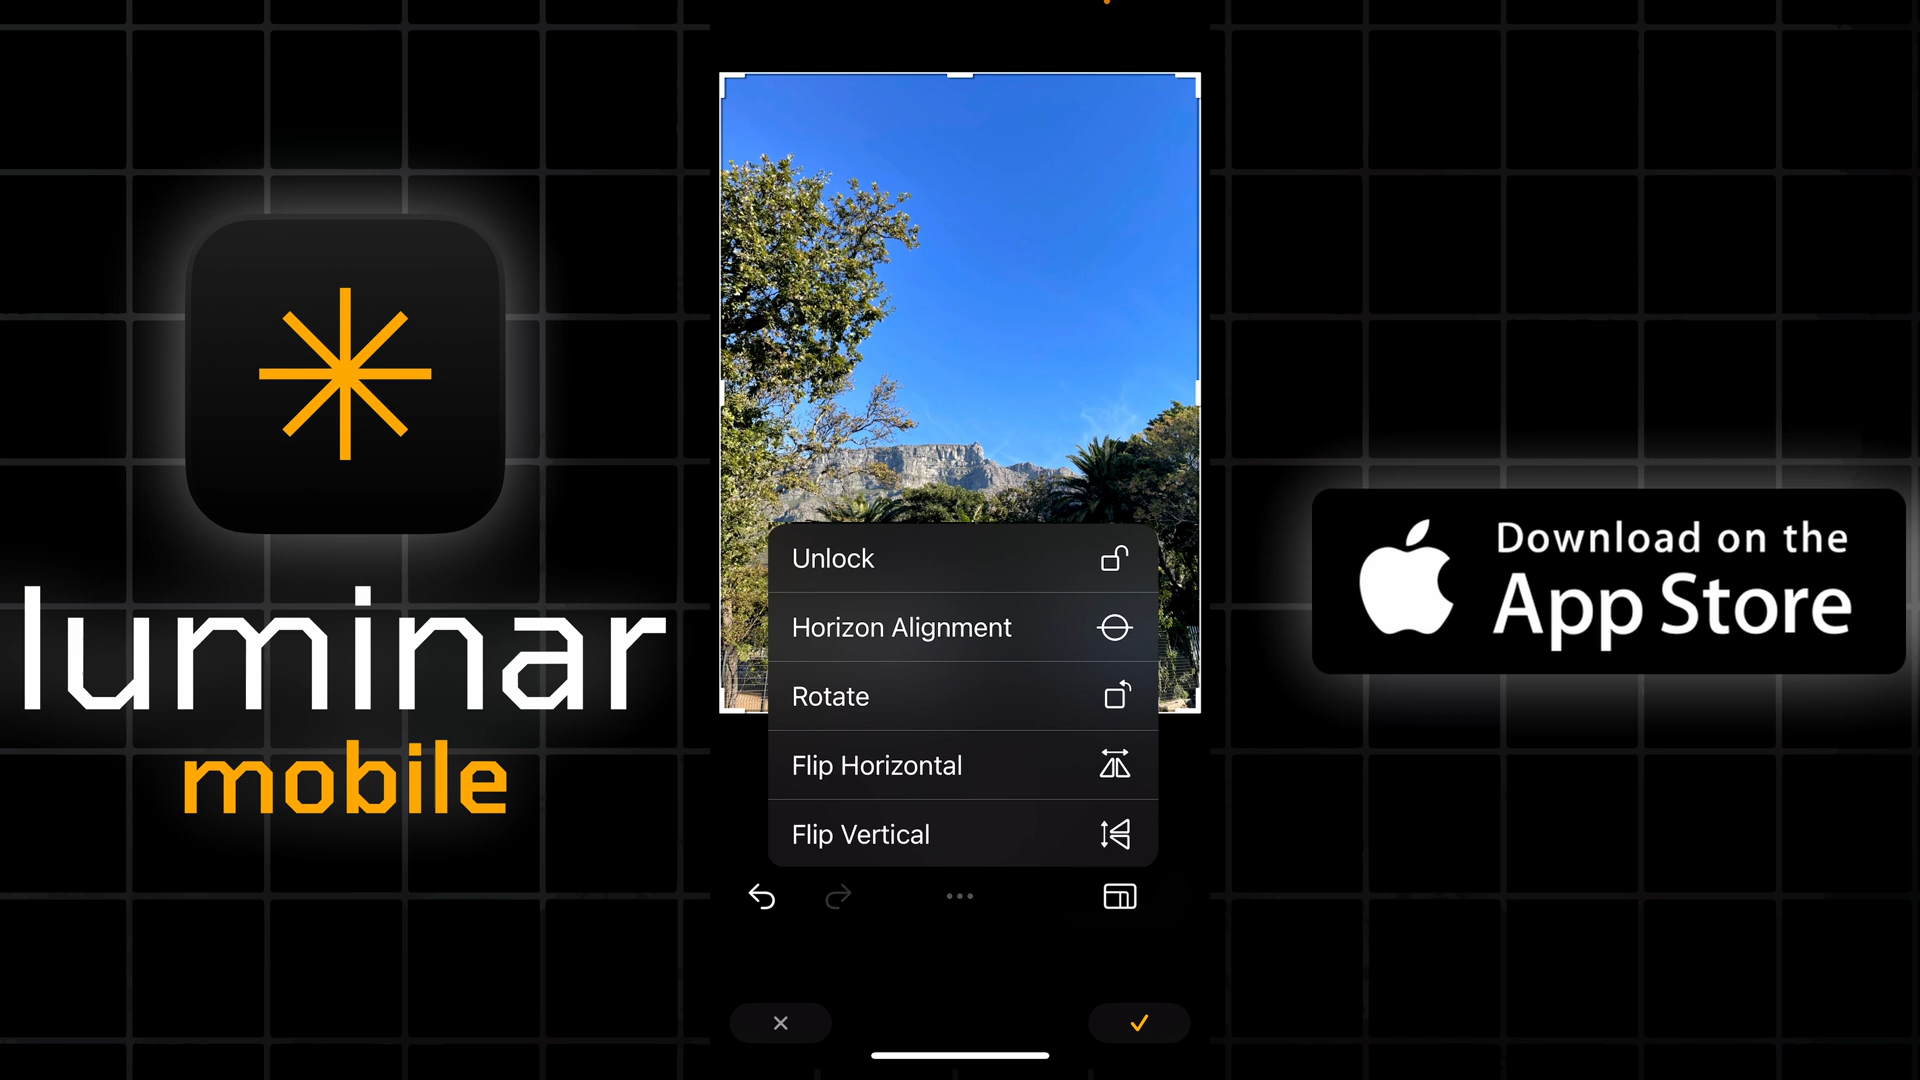 luminar
mobile
Unlock
Horizon Alignment
Rotate
Flip Horizontal
Flip Vertical
Download on the
App Store